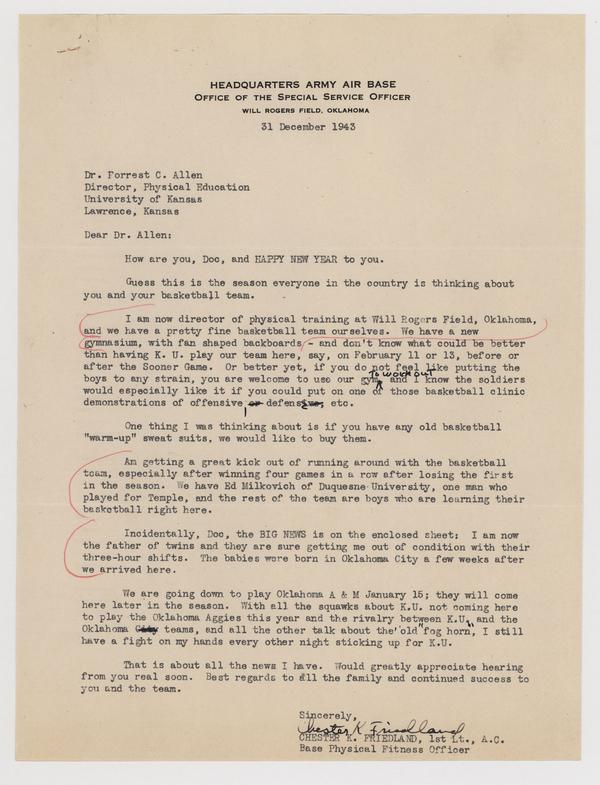 HEADQUARTERS ARMY AIR BASE
OFFICE OF THE SPECIAL SERVICE OFFICER
WILL ROGERS FIELD, OKLAHOMA
31 December 1943
Dr. Forrest C. Allen
Director, Physical Education
University of Kansas
Lawrence, Kansas
Dear Dr. Allen:
How are you, Doc, and HAPPY NEW YEAR to you.
Guess this is the season everyone in the country is thinking about
you and your basketball team.
I am now director of physical training at Will Rogers Field, Oklahoma,
and we have a pretty fine basketball team ourselves. We have a new
gymnasium, with fan shaped backboards - and don't know what could be better
than having K. U. play our team here, say, on February 11 or 13, before or
after the Sooner Game. Or better yet, if you do not feel like putting the
to work out
boys to any strain, you are welcome to use our gym, and I know the soldiers
would especially like it if you could put on one of those basketball clinic
demonstrations of offensive, or defensive, etc.
One thing I was thinking about is if you have any old basketball
"warm-up" sweat suits, we would like to buy them.
Am getting a great kick out of running around with the basketball
team, especially after winning four games in a row after losing the first
in the season. We have Ed Milkovich of Duquesne University, one man who
played for Temple, and the rest of the team are boys who are learning their
basketball right here.
Incidentally, Doc, the BIG NEWS is on the enclosed sheet; I am now
the father of twins and they are sure getting me out of condition with their
three-hour shifts. The babies were born in Oklahoma City a few weeks after
we arrived here.
We are going down to play Oklahoma A & M January 15; they will come
here later in the season. With all the squawks about K.U. not coming here
to play the Oklahoma Aggies this year and the rivalry between K.U. and the
Oklahoma teams, and all the other talk about the "old "fog horn", I still
have a fight on my hands every other night sticking up for K.U.
That is about all the news I have. Would greatly appreciate hearing
from you real soon. Best regards to all the family and continued success to
you and the team.
Sincerely,
Chester K Friedland
CHESTER K. FRIEDLAND, 1st Lt., A.C.
Base Physical Fitness Officer